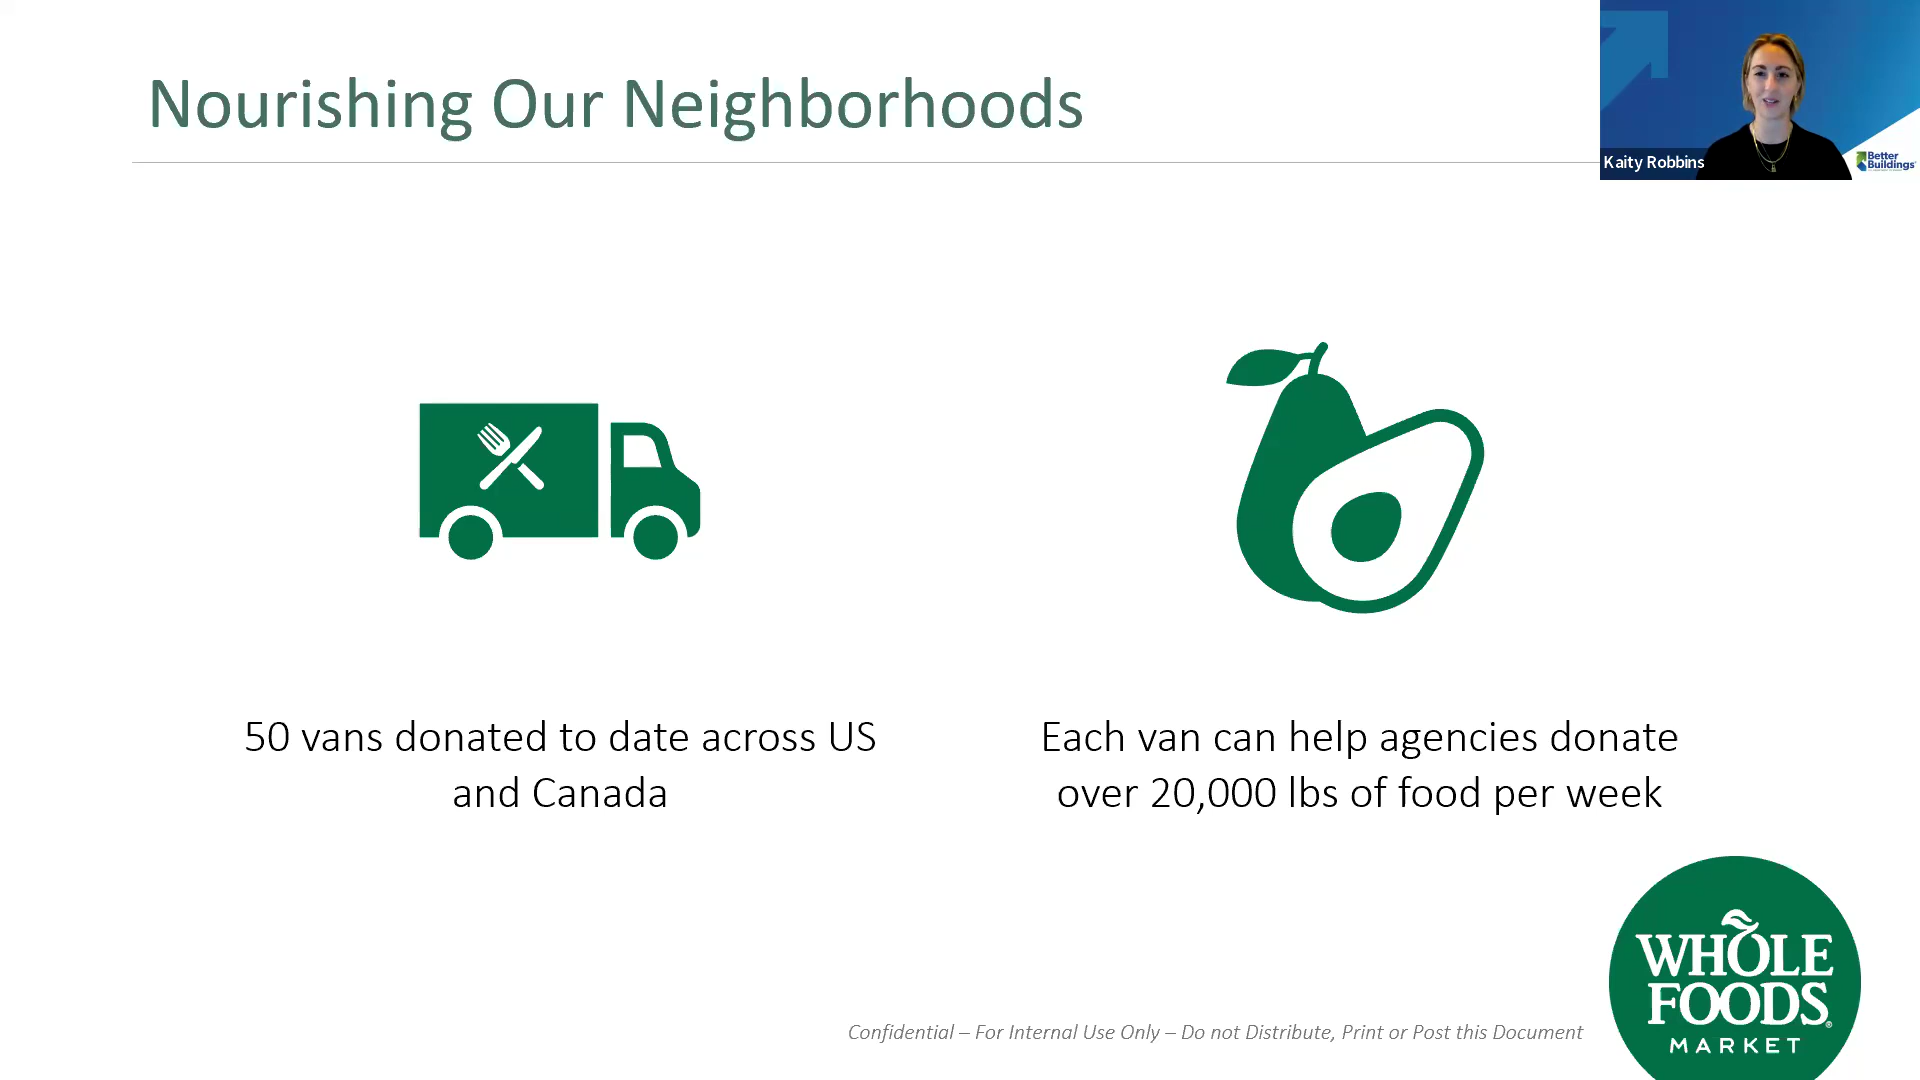 Nourishing Our Neighborhoods
Kaity Robbins
Better
Buildings
50 vans donated to date across US
and Canada
Each van can help agencies donate
over 20,000 lbs of food per week
WHOLE
FOODS
MARKET
Confidential – For Internal Use Only – Do not Distribute, Print or Post this Document